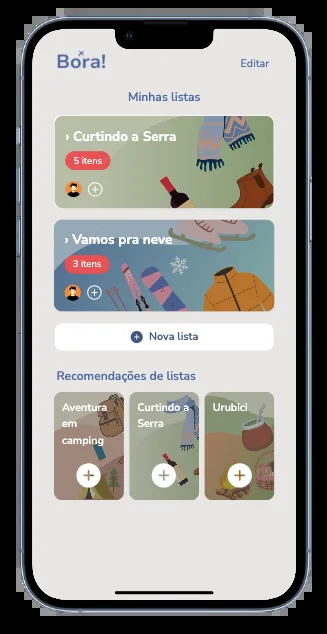 Bora!
Editar
Minhas listas
› Curtindo a Serra
5 itens
› Vamos pra neve
3 itens
Nova lista
Recomendações de listas
Aventura
em
camping
Curtindo a
Serra
Urubici